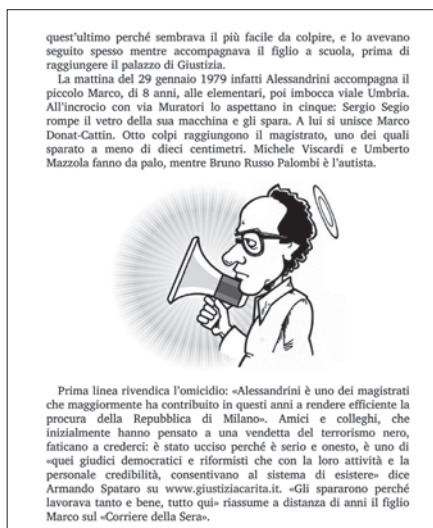 quest'ultimo perché sembrava il più facile da colpire, e lo avevano
seguito spesso mentre accompagnava il figlio a scuola, prima di
raggiungere il palazzo di Giustizia.
La mattina del 29 gennaio 1979 infatti Alessandrini accompagna il
piccolo Marco, di 8 anni, alle elementari, poi imbocca viale Umbria.
All'incrocio con via Muratori lo aspettano in cinque: Sergio Segio
rompe il vetro della sua macchina e gli spara. A lui si unisce Marco
Donat-Cattin. Otto colpi raggiungono il magistrato, uno dei quali
sparato a meno di dieci centimetri. Michele Viscardi e Umberto
Mazzola fanno da palo, mentre Bruno Russo Palombi è l'autista.
Prima linea rivendica l'omicidio: «Alessandrini è uno dei magistrati
che maggiormente ha contribuito in questi anni a rendere efficiente la
procura della Repubblica di Milano». Amici e colleghi, che
inizialmente hanno pensato a una vendetta del terrorismo nero,
faticano a crederci: è stato ucciso perché è serio e onesto, è uno di
«quei giudici democratici e riformisti che con la loro attività e la
personale credibilità, consentivano al sistema di esistere» dice
Armando Spataro su www.giustiziacarita.it. «Gli spararono perché
lavorava tanto e bene, tutto qui» riassume a distanza di anni il figlio
Marco sul «Corriere della Sera».